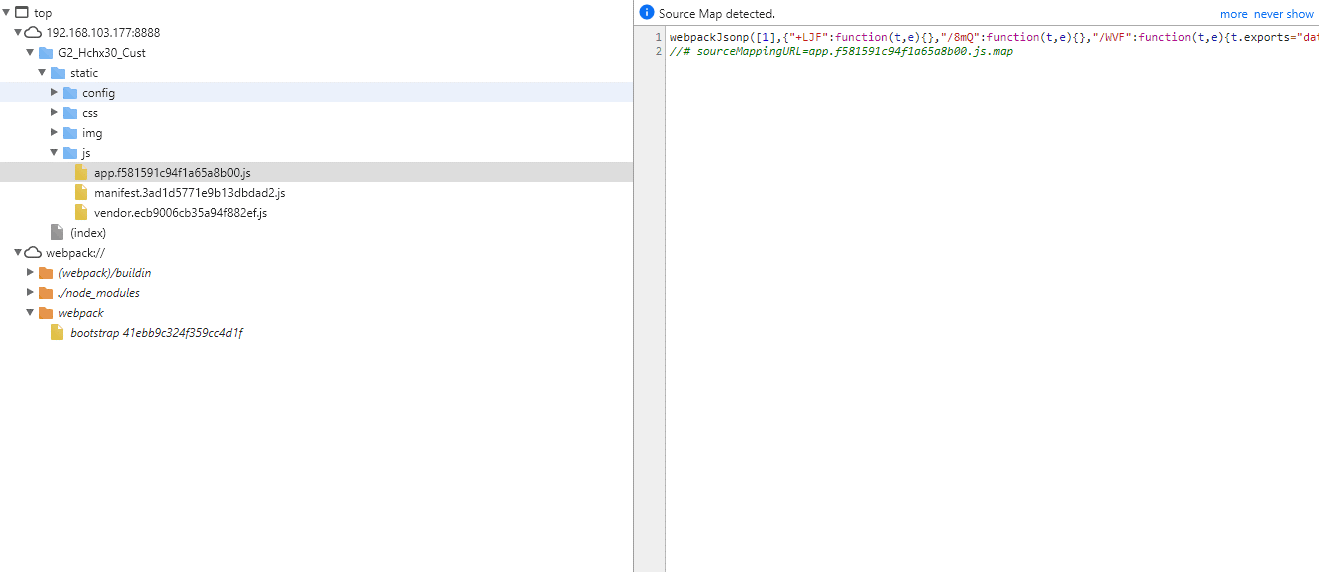 top
192.168.103.177:8888
G2_Hchx30_Cust
static
config
css
img
js
app.f581591c94f1a65a8b00.js
manifest.3ad1d5771e9b13dbdad2.js
vendor.ecb9006cb35a94f882ef.js
(index)
webpack://
(webpack)/buildin
./node_modules
webpack
bootstrap 41ebb9c324f359cc4d1f
Source Map detected. more never show
1 webpackJsonp([1],{"+LJF":function(t,e){},"/8mQ":function(t,e){},"/WVF":function(t,e){t.exports="dat
2 //# sourceMappingURL=app.f581591c94f1a65a8b00.js.map